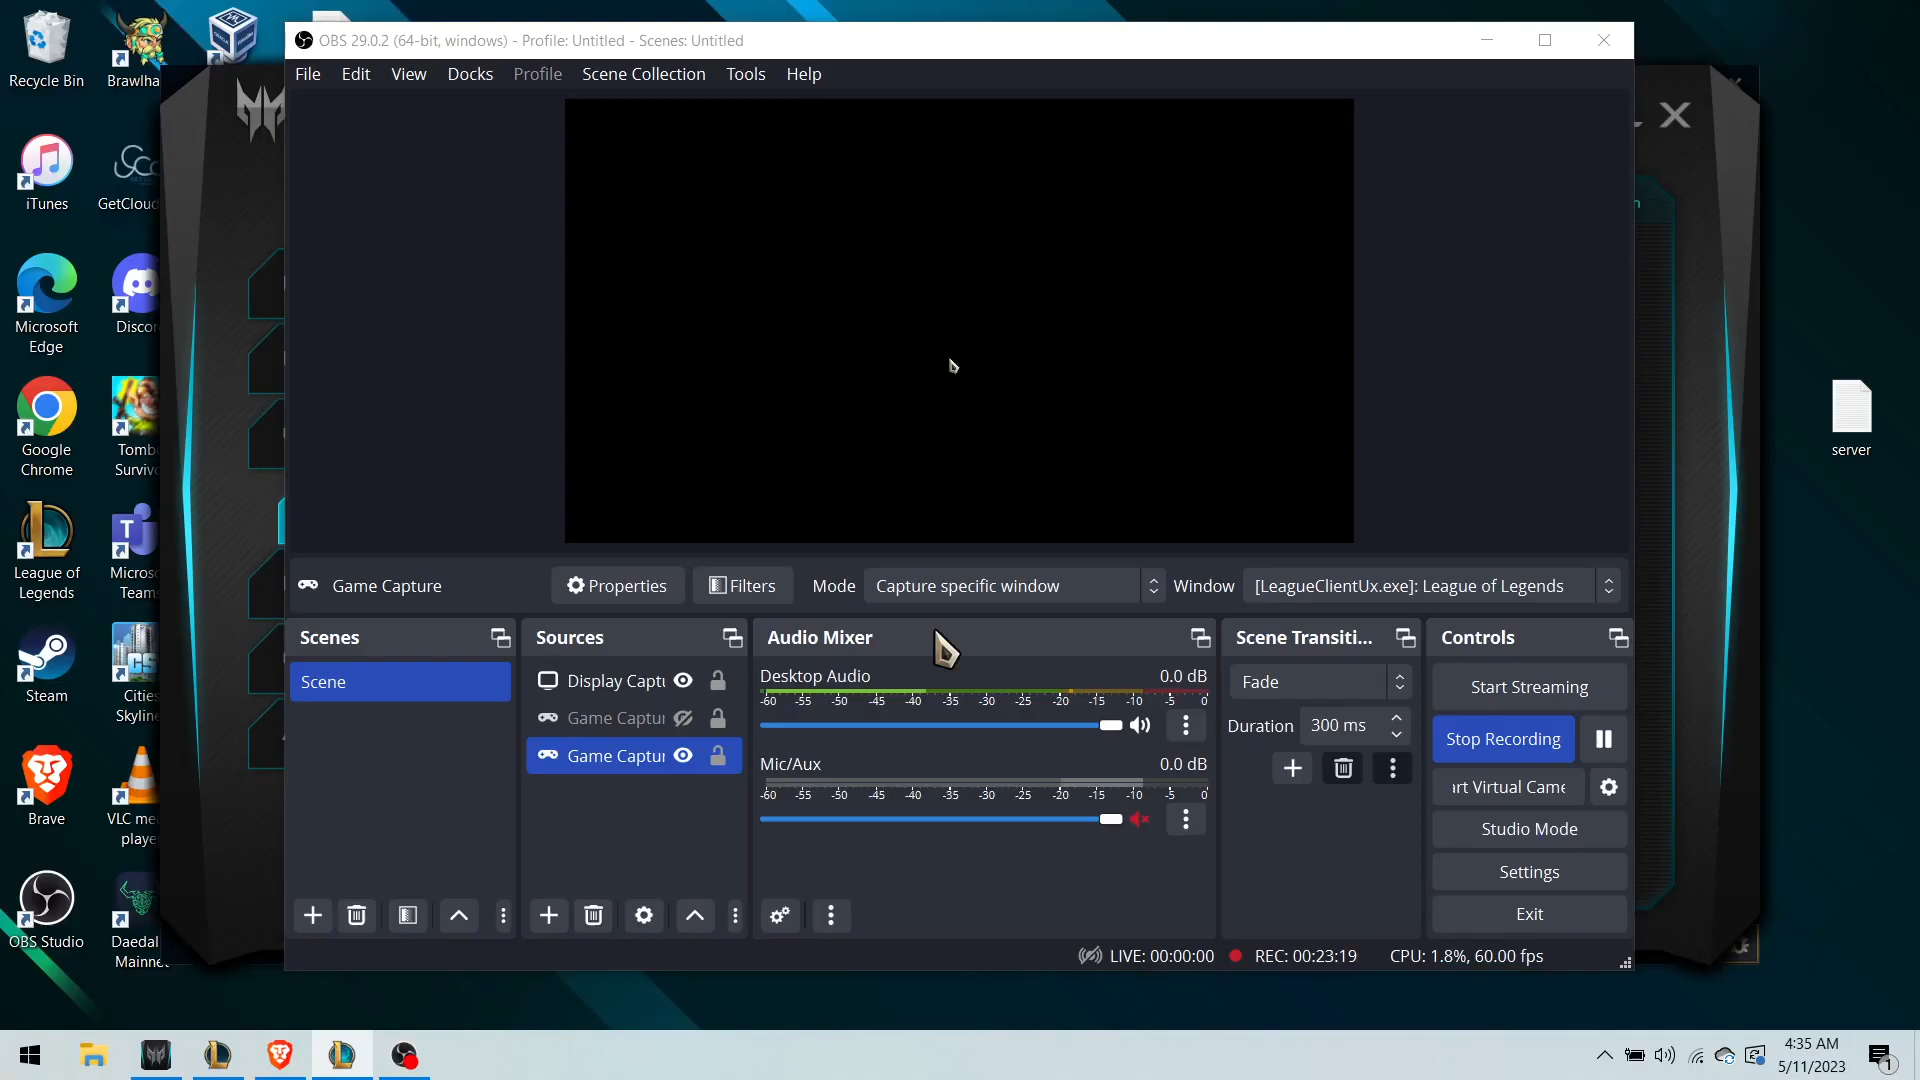 OBS 29.0.2 (64-bit, windows) - Profile: Untitled - Scenes: Untitled
File Edit View Docks Profile Scene Collection Tools Help
Recycle Bin
Brawlha
iTunes
GetCloud
Microsoft
Edge
Discor
Google
Chrome
Tomb
Survivo
League of
Legends
Micros
Team
Steam
Cities
Skyline
Brave
VLC me
player
OBS Studio
Daedal
Mainne
server
Game Capture Properties Filters Mode Capture specific window Window [LeagueClientUx.exe]: League of Legends
Scenes
Scene
Sources
Display Captu
Game Captur
Game Captur
Audio Mixer
Desktop Audio 0.0 dB
-60 -55 -50 -45 -40 -35 -30 -25 -20 -15 -10 -5 0
Mic/Aux 0.0 dB
-60 -55 -50 -45 -40 -35 -30 -25 -20 -15 -10 -5 0
Scene Transiti...
Fade
Duration 300 ms
Controls
Start Streaming
Stop Recording
art Virtual Came
Studio Mode
Settings
Exit
LIVE: 00:00:00 REC: 00:23:19 CPU: 1.8%, 60.00 fps
4:35 AM
5/11/2023
1